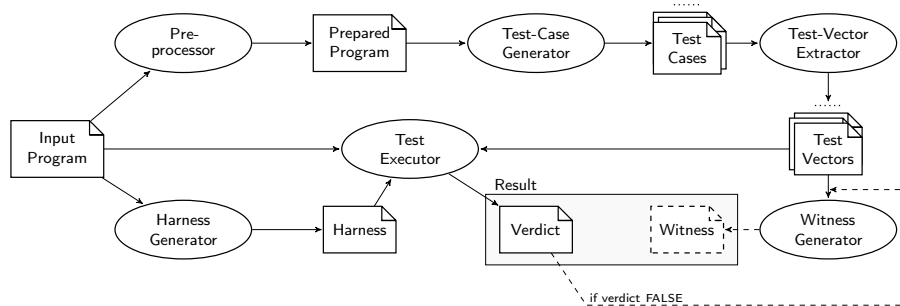 Pre-
processor
Prepared
Program
Test-Case
Generator
......
Test
Cases
Test-Vector
Extractor
Input
Program
Test
Executor
......
Test
Vectors
Harness
Generator
Harness
Result
Verdict
Witness
Witness
Generator
if verdict FALSE